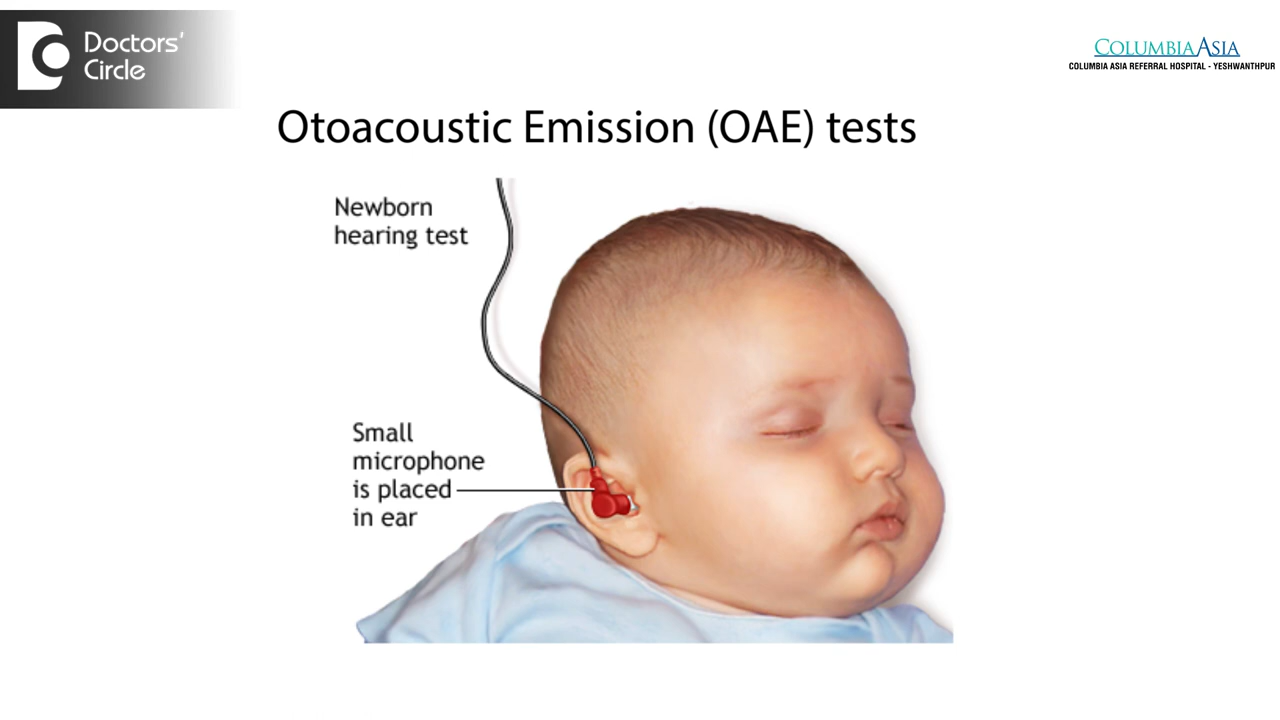 Doctors'
Circle
COLUMBIA ASIA
COLUMBIA ASIA REFERRAL HOSPITAL - YESHWANTHPUR
Otoacoustic Emission (OAE) tests
Newborn
hearing test
Small
microphone
is placed
in ear